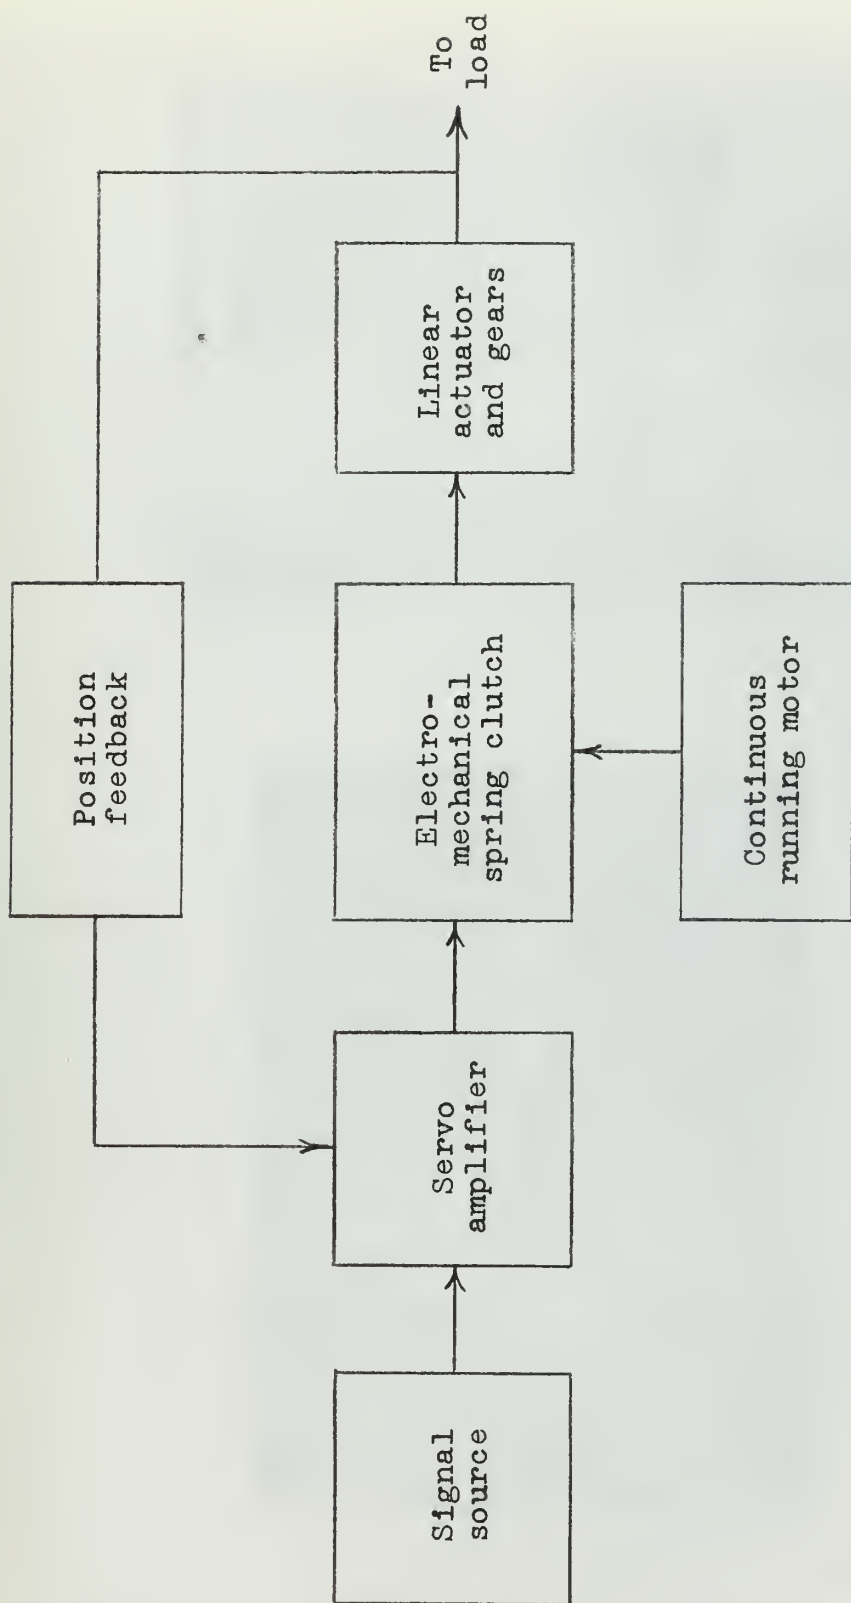 Position
feedback
Signal
source
Servo
amplifier
Electro-
mechanical
spring clutch
Linear
actuator
and gears
To
load
Continuous
running motor